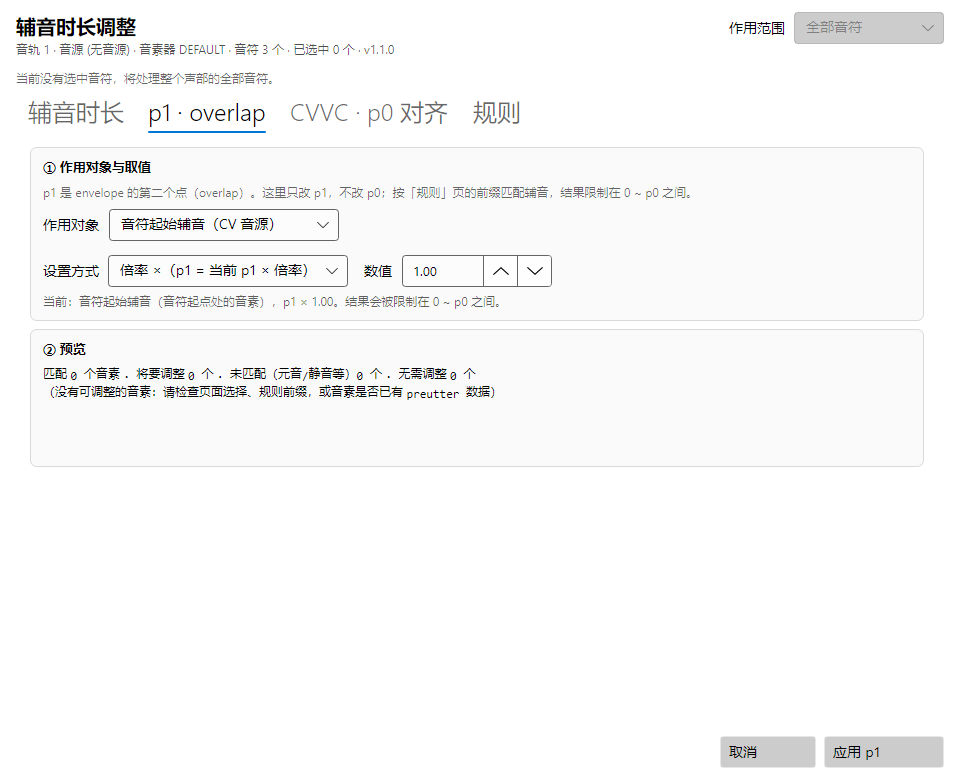 辅音时长调整
音轨 1 · 音源 (无音源) · 音素器 DEFAULT · 音符 3 个 · 已选中 0 个 · v1.1.0
作用范围 全部音符
当前没有选中音符，将处理整个声部的全部音符。
辅音时长 p1 · overlap CVVC · p0 对齐 规则
① 作用对象与取值
p1 是 envelope 的第二个点（overlap）。这里只改 p1，不改 p0；按「规则」页的前缀匹配辅音，结果限制在 0 ~ p0 之间。
作用对象 音符起始辅音（CV 音源）
设置方式 倍率 ×（p1 = 当前 p1 × 倍率） 数值 1.00
当前：音符起始辅音（音符起点处的音素），p1 × 1.00。结果会被限制在 0 ~ p0 之间。
② 预览
匹配 0 个音素 · 将要调整 0 个 · 未匹配（元音/静音等）0 个 · 无需调整 0 个
（没有可调整的音素：请检查页面选择、规则前缀，或音素是否已有 preutter 数据）
取消 应用 p1